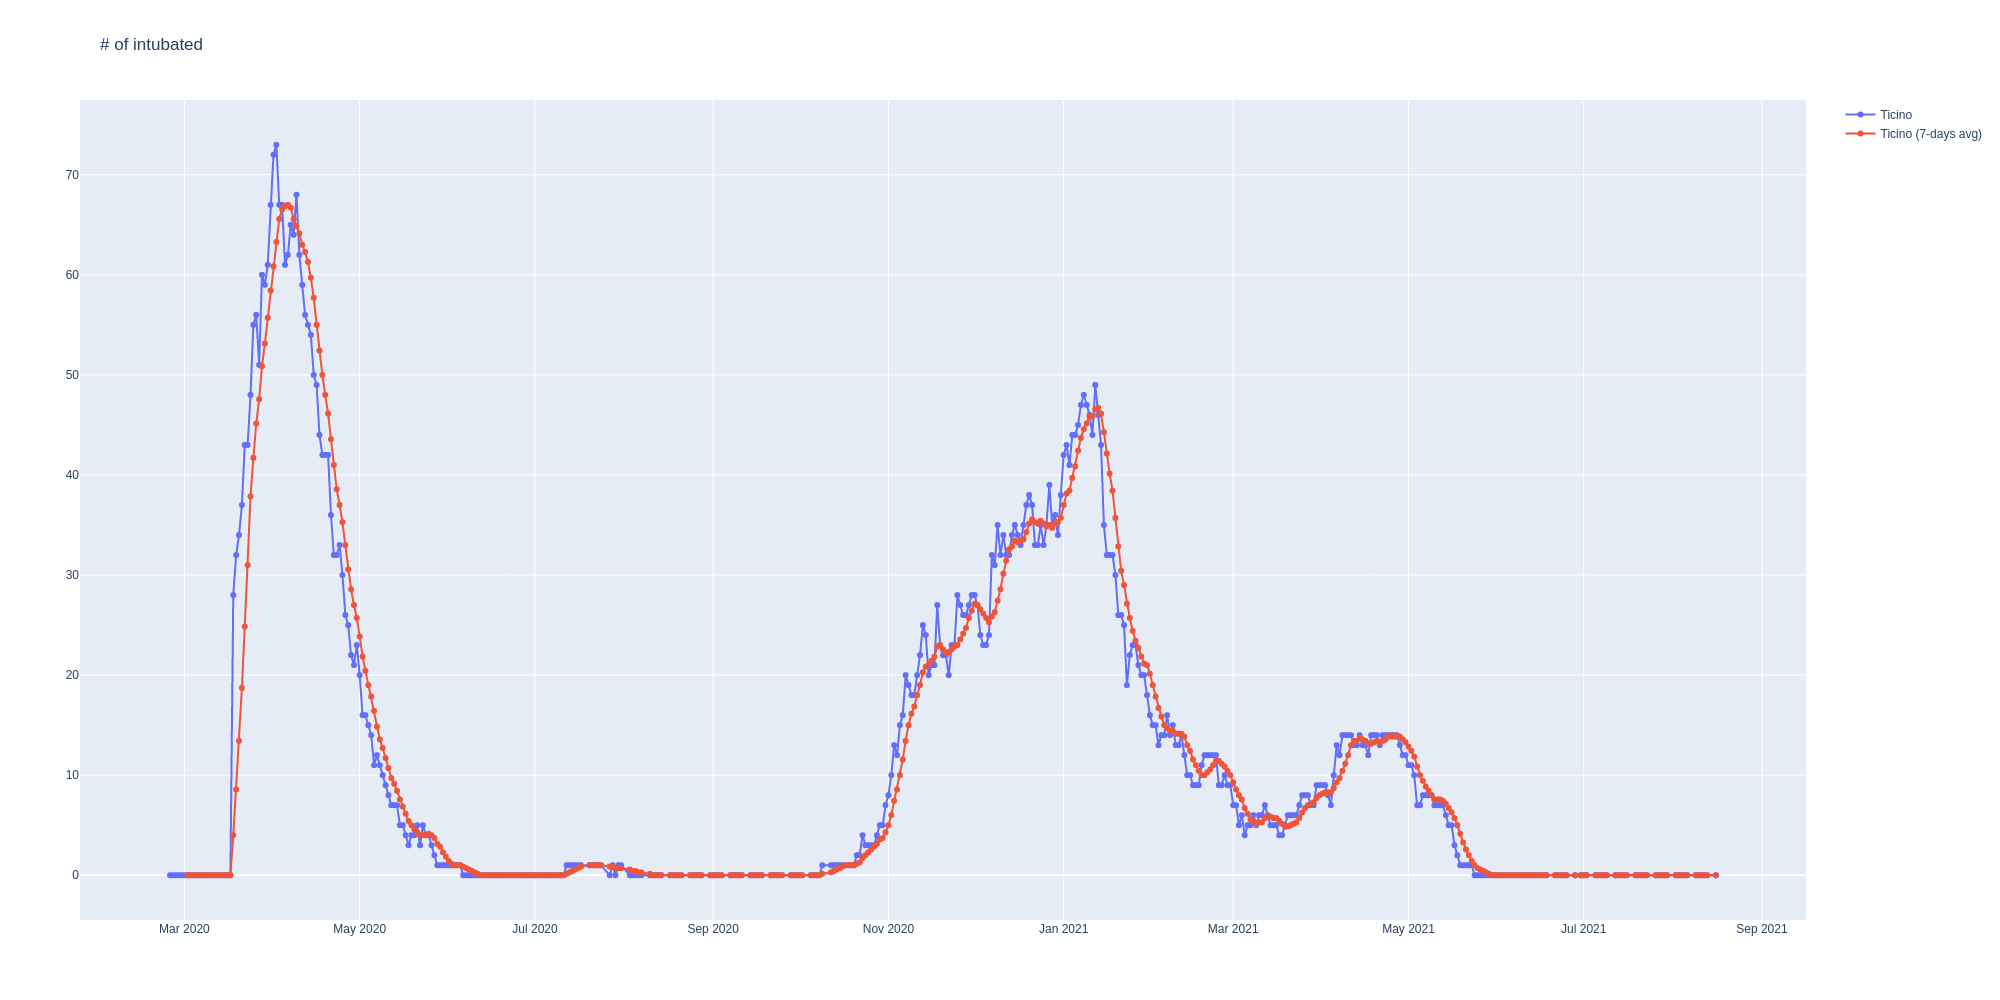 # of intubated
Ticino
Ticino (7-days avg)
70
60
50
40
30
20
10
0
Mar 2020
May 2020
Jul 2020
Sep 2020
Nov 2020
Jan 2021
Mar 2021
May 2021
Jul 2021
Sep 2021